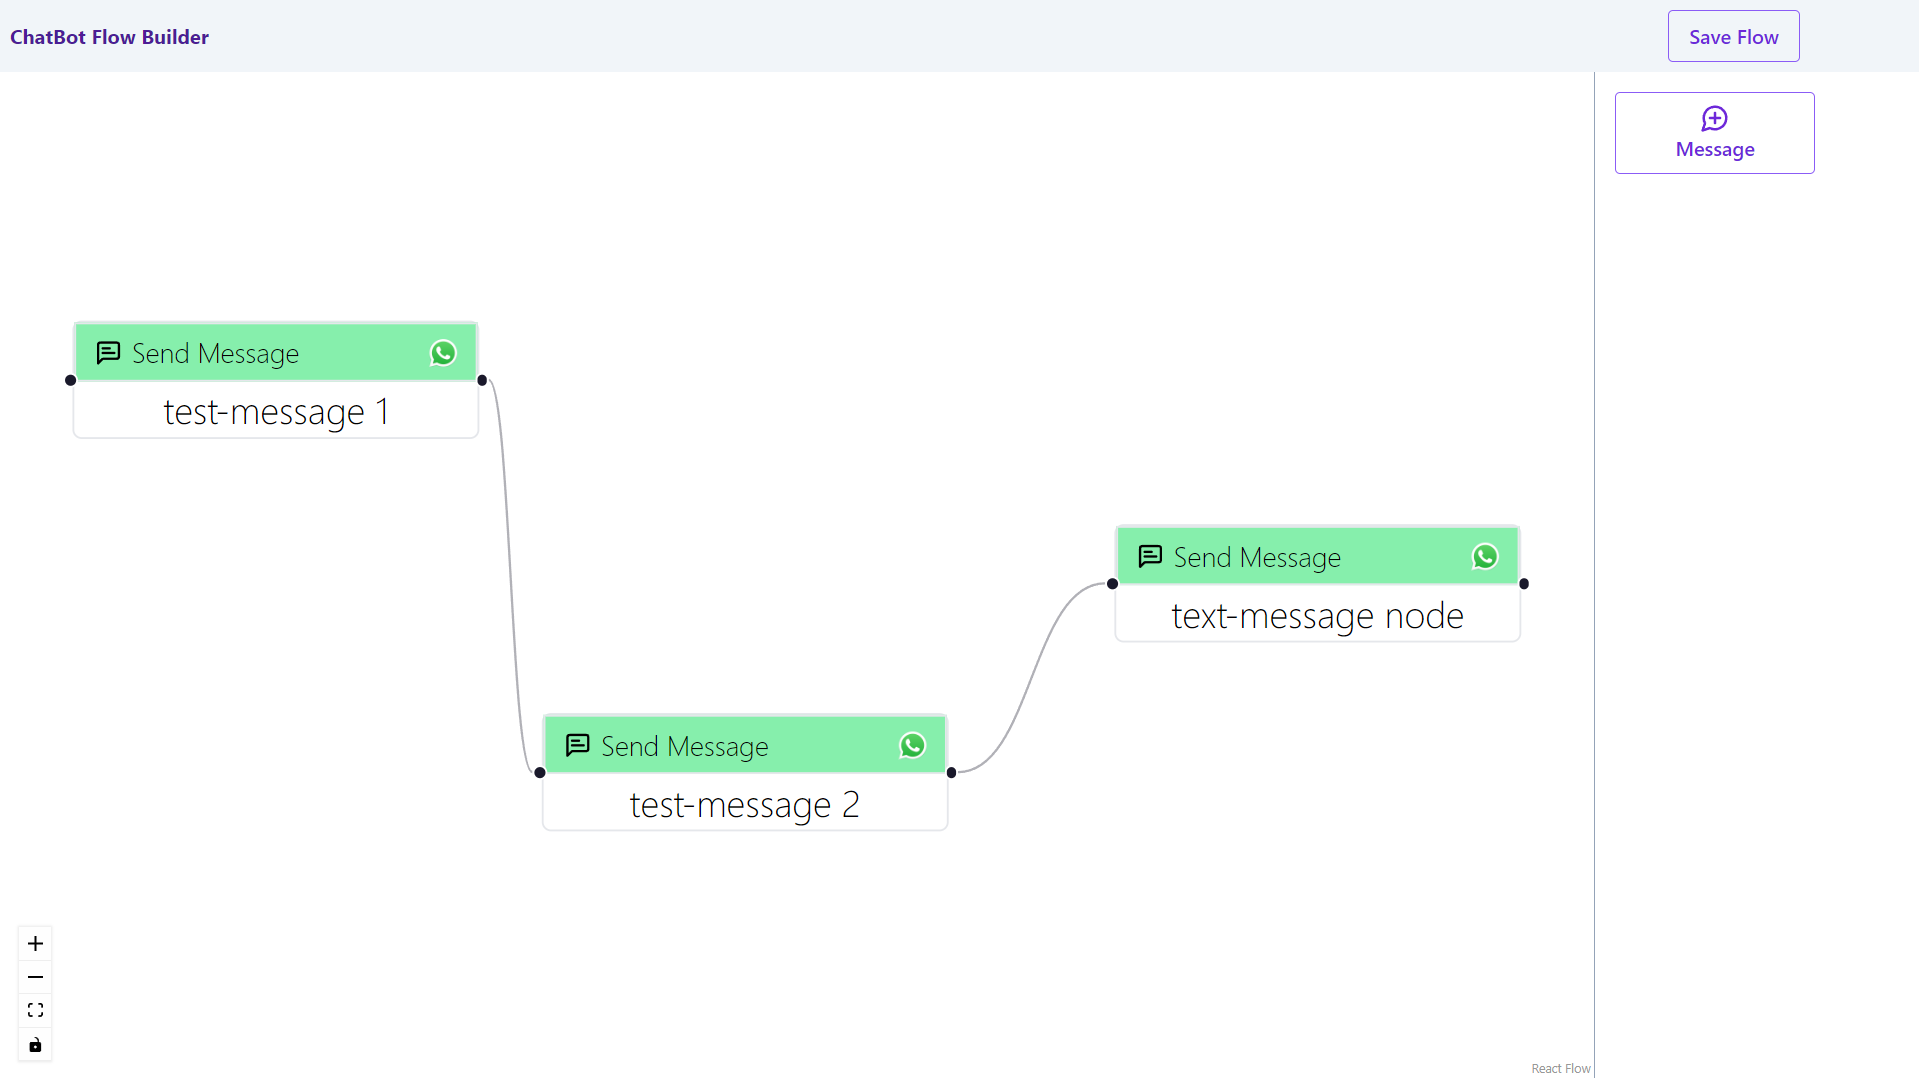 ChatBot Flow Builder
Save Flow
Message
Send Message
test-message 1
Send Message
text-message node
Send Message
test-message 2
React Flow